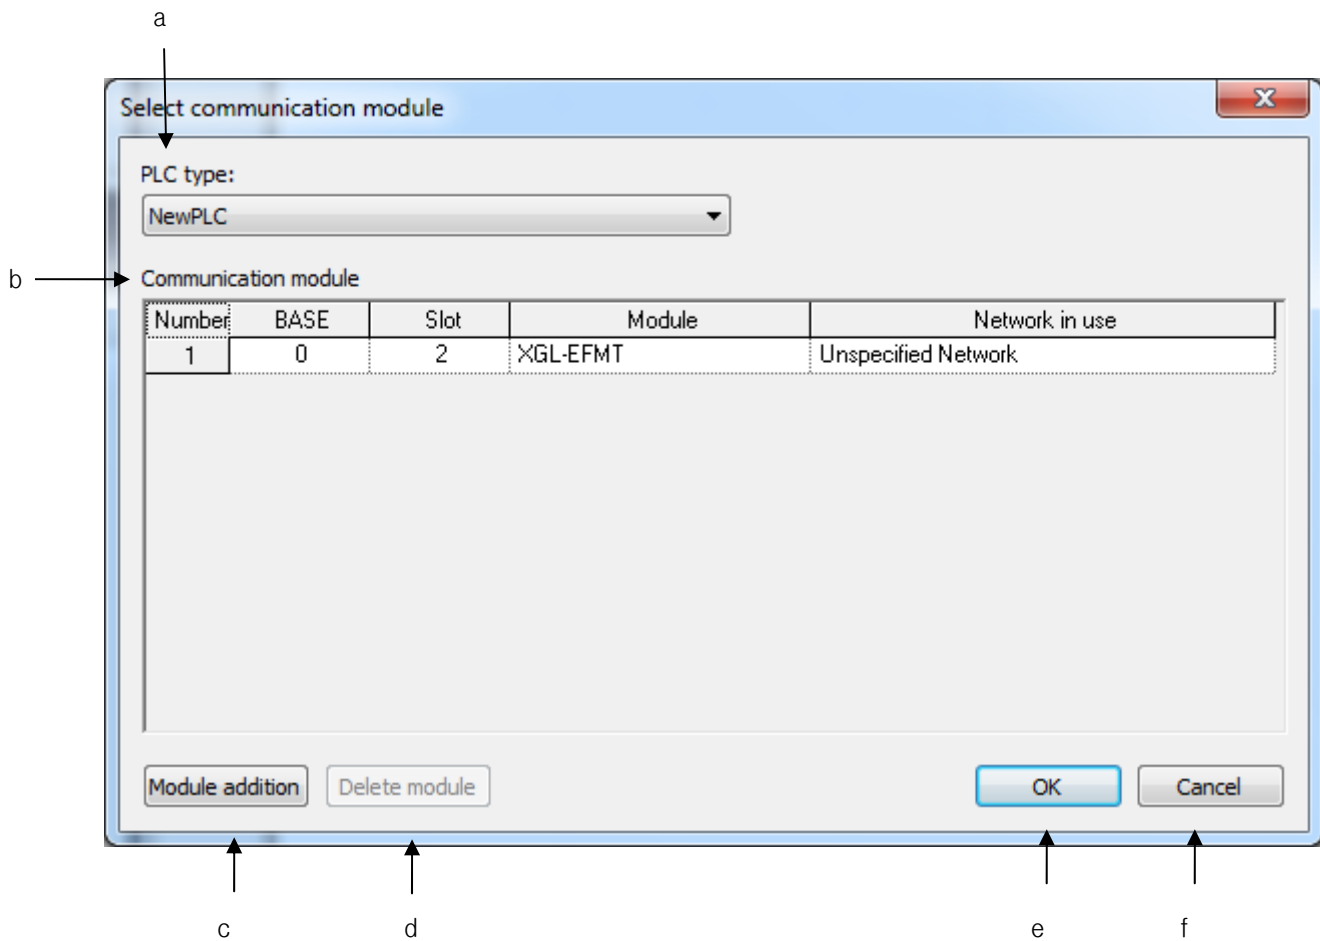 a
Select communication module
PLC type:
NewPLC
b
Communication module
Number BASE Slot Module Network in use
1 0 2 XGL-EFMT Unspecified Network
Module addition Delete module OK Cancel
c d e f